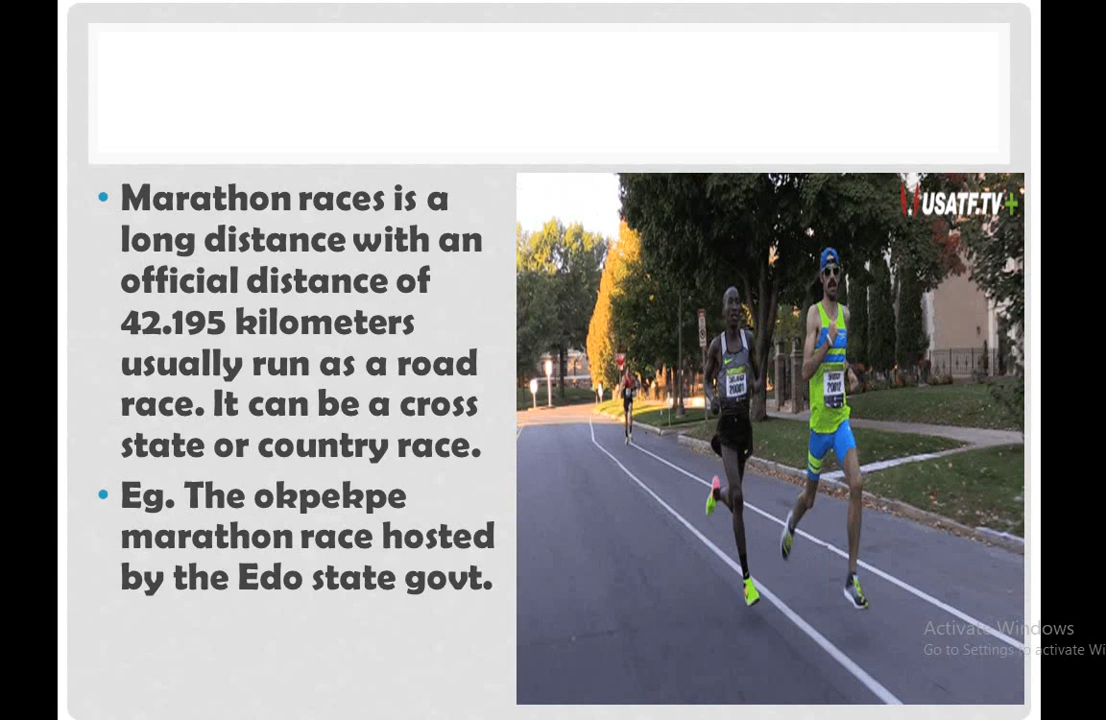 Marathon races is a
long distance with an
official distance of
42.195 kilometers
usually run as a road
race. It can be a cross
state or country race.
Eg. The okpekpe
marathon race hosted
by the Edo state govt.
USATF.TV+
Activate Windows
Go to Settings to activate Wi